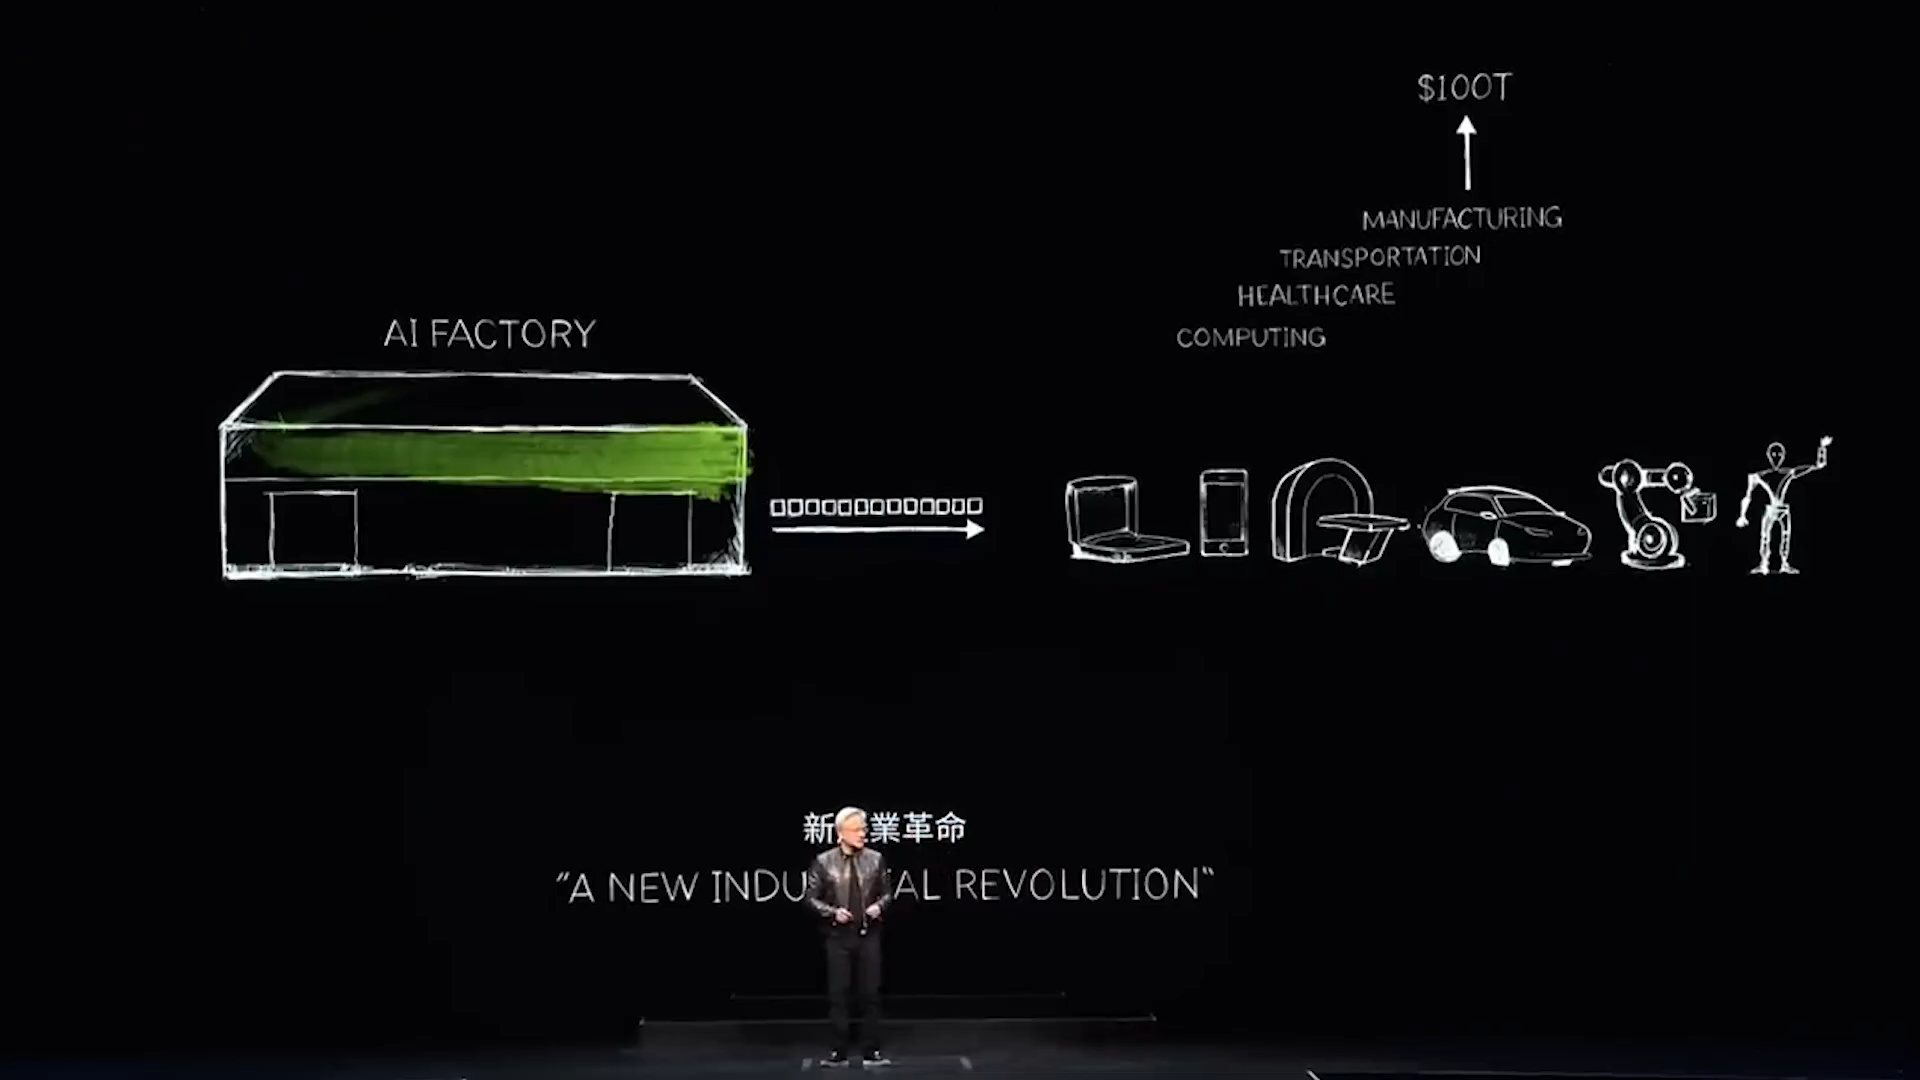 $100T
MANUFACTURING
TRANSPORTATION
HEALTHCARE
COMPUTING
AI FACTORY
新 業革命
"A NEW INDU AL REVOLUTION"